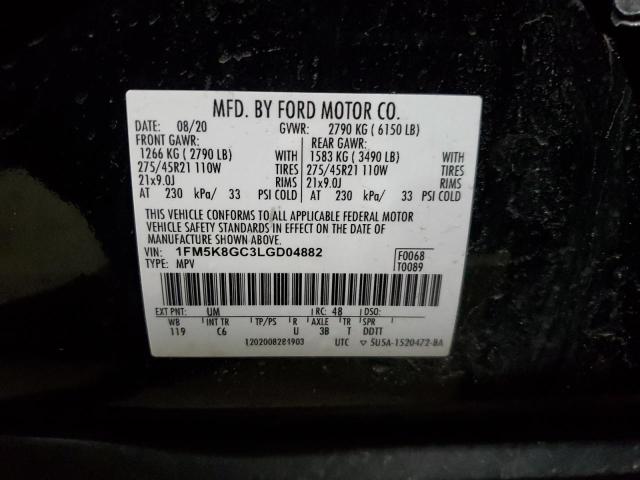 MFD. BY FORD MOTOR CO.
DATE: 08/20 GVWR: 2790 KG ( 6150 LB)
FRONT GAWR: REAR GAWR:
1266 KG ( 2790 LB) WITH 1583 KG ( 3490 LB) WITH
275/45R21 110W TIRES 275/45R21 110W TIRES
21x9.0J RIMS 21x9.0J RIMS
AT 230 kPa/ 33 PSI COLD AT 230 kPa/ 33 PSI COLD
THIS VEHICLE CONFORMS TO ALL APPLICABLE FEDERAL MOTOR
VEHICLE SAFETY STANDARDS IN EFFECT ON THE DATE OF
MANUFACTURE SHOWN ABOVE.
VIN: 1FM5K8GC3LGD04882 F0068
TYPE: MPV T0089
EXT PNT: UM RC: 48 DSO:
WB INT TR TP/PS R AXLE TR SPR
119 C6 U 3B T DDTT
1202008281903 UTC ▽ 5U5A-1520472-BA